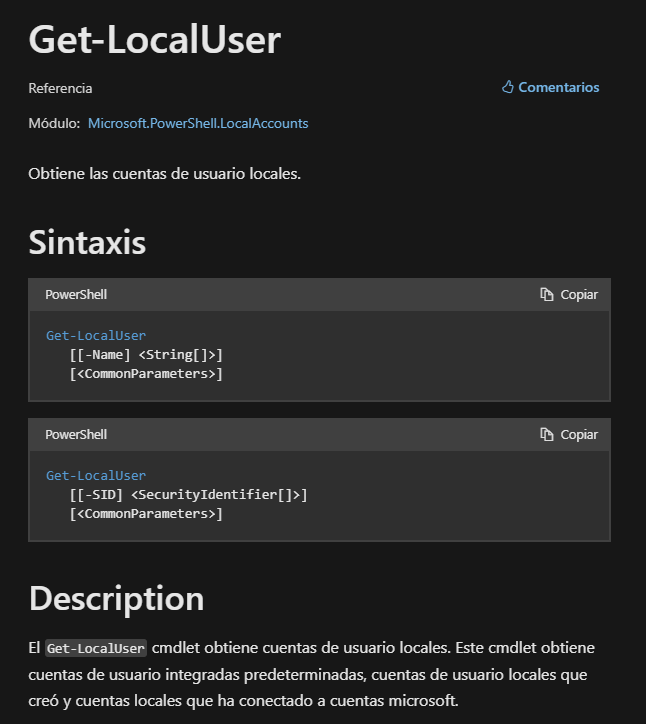 Get-LocalUser
Referencia
Comentarios
Módulo: Microsoft.PowerShell.LocalAccounts
Obtiene las cuentas de usuario locales.
Sintaxis
PowerShell
Copiar
Get-LocalUser
[[-Name] <String[]>]
[<CommonParameters>]
PowerShell
Copiar
Get-LocalUser
[[-SID] <SecurityIdentifier[]>]
[<CommonParameters>]
Description
El Get-LocalUser cmdlet obtiene cuentas de usuario locales. Este cmdlet obtiene
cuentas de usuario integradas predeterminadas, cuentas de usuario locales que
creó y cuentas locales que ha conectado a cuentas microsoft.